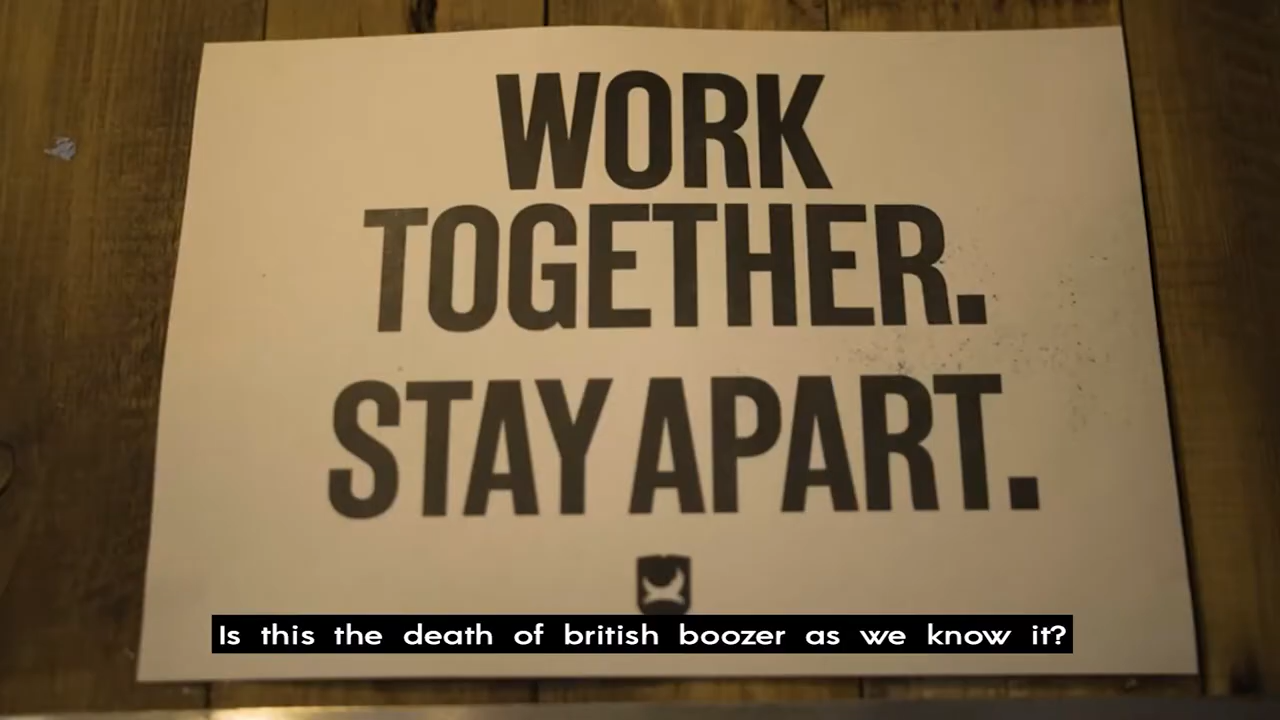 WORK
TOGETHER.
STAY APART.
Is this the death of british boozer as we know it?